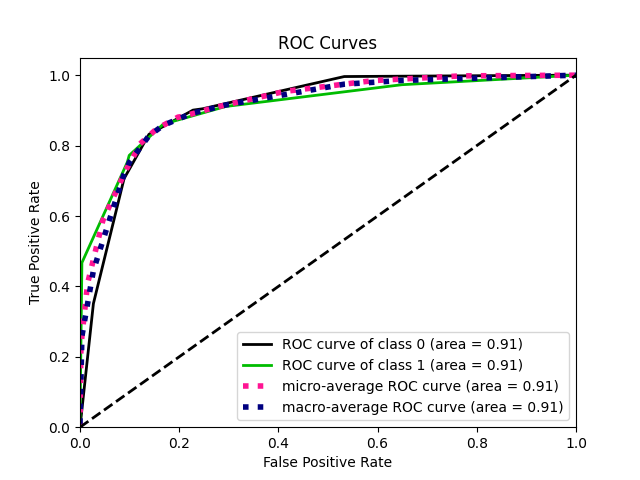 ROC Curves
True Positive Rate
1.0
0.8
0.6
0.4
0.2
0.0
ROC curve of class 0 (area = 0.91)
ROC curve of class 1 (area = 0.91)
micro-average ROC curve (area = 0.91)
macro-average ROC curve (area = 0.91)
0.0 0.2 0.4 0.6 0.8 1.0
False Positive Rate